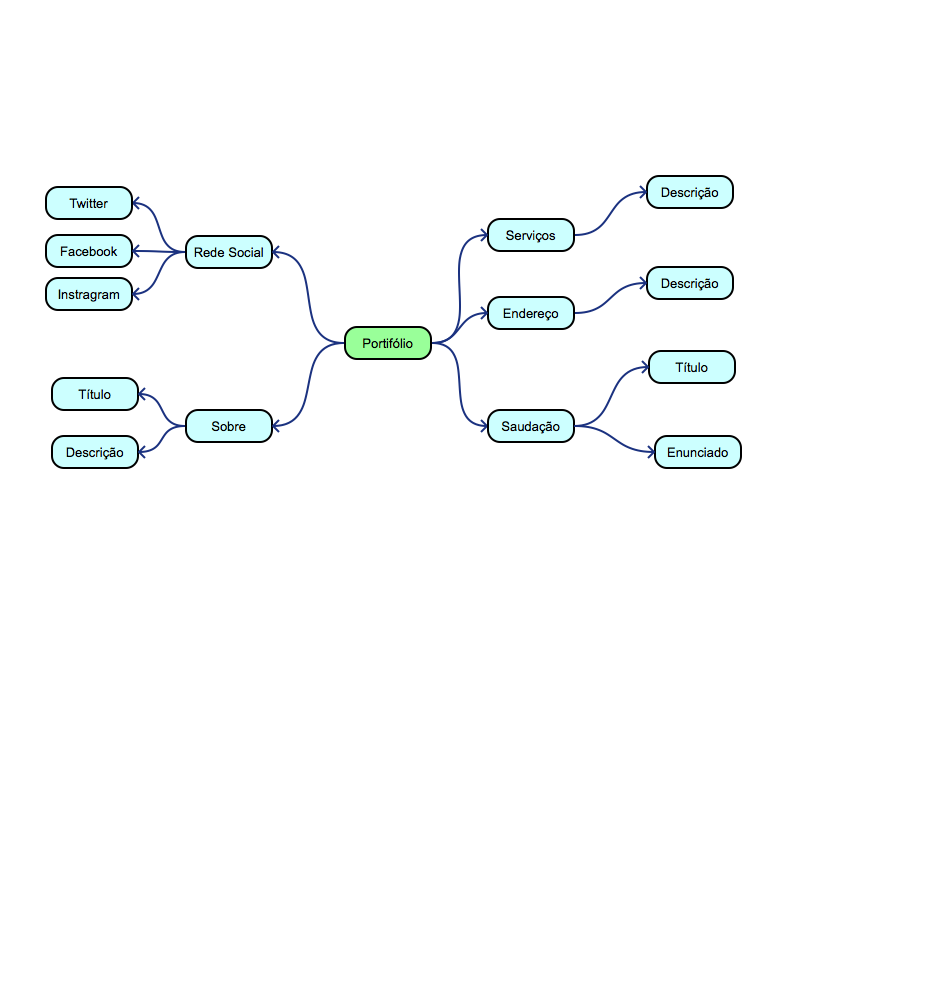 Descrição
Twitter
Serviços
Facebook
Rede Social
Descrição
Instragram
Endereço
Portifólio
Título
Título
Sobre
Saudação
Descrição
Enunciado